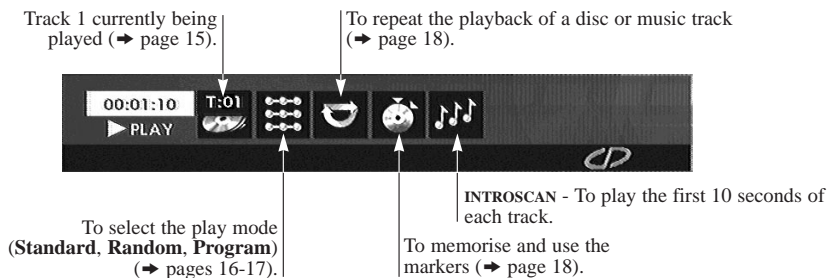 Track 1 currently being
played (➜ page 15).
To repeat the playback of a disc or music track
(➜ page 18).
00:01:10
PLAY
T:01
INTROSCAN - To play the first 10 seconds of
each track.
To select the play mode
(Standard, Random, Program)
(➜ pages 16-17).
To memorise and use the
markers (➜ page 18).